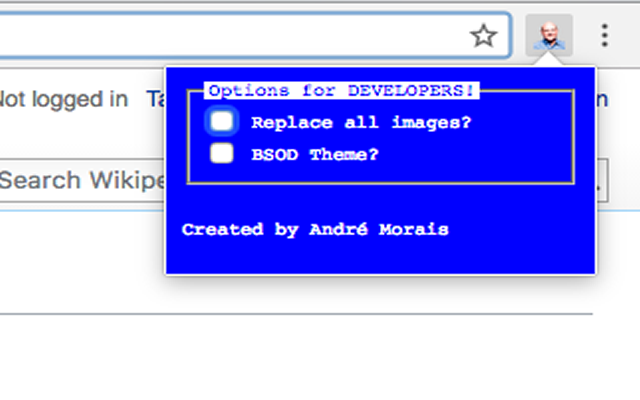 Not logged in Ta n
Options for DEVELOPERS!
Replace all images?
BSOD Theme?
Search Wikipe
Created by André Morais